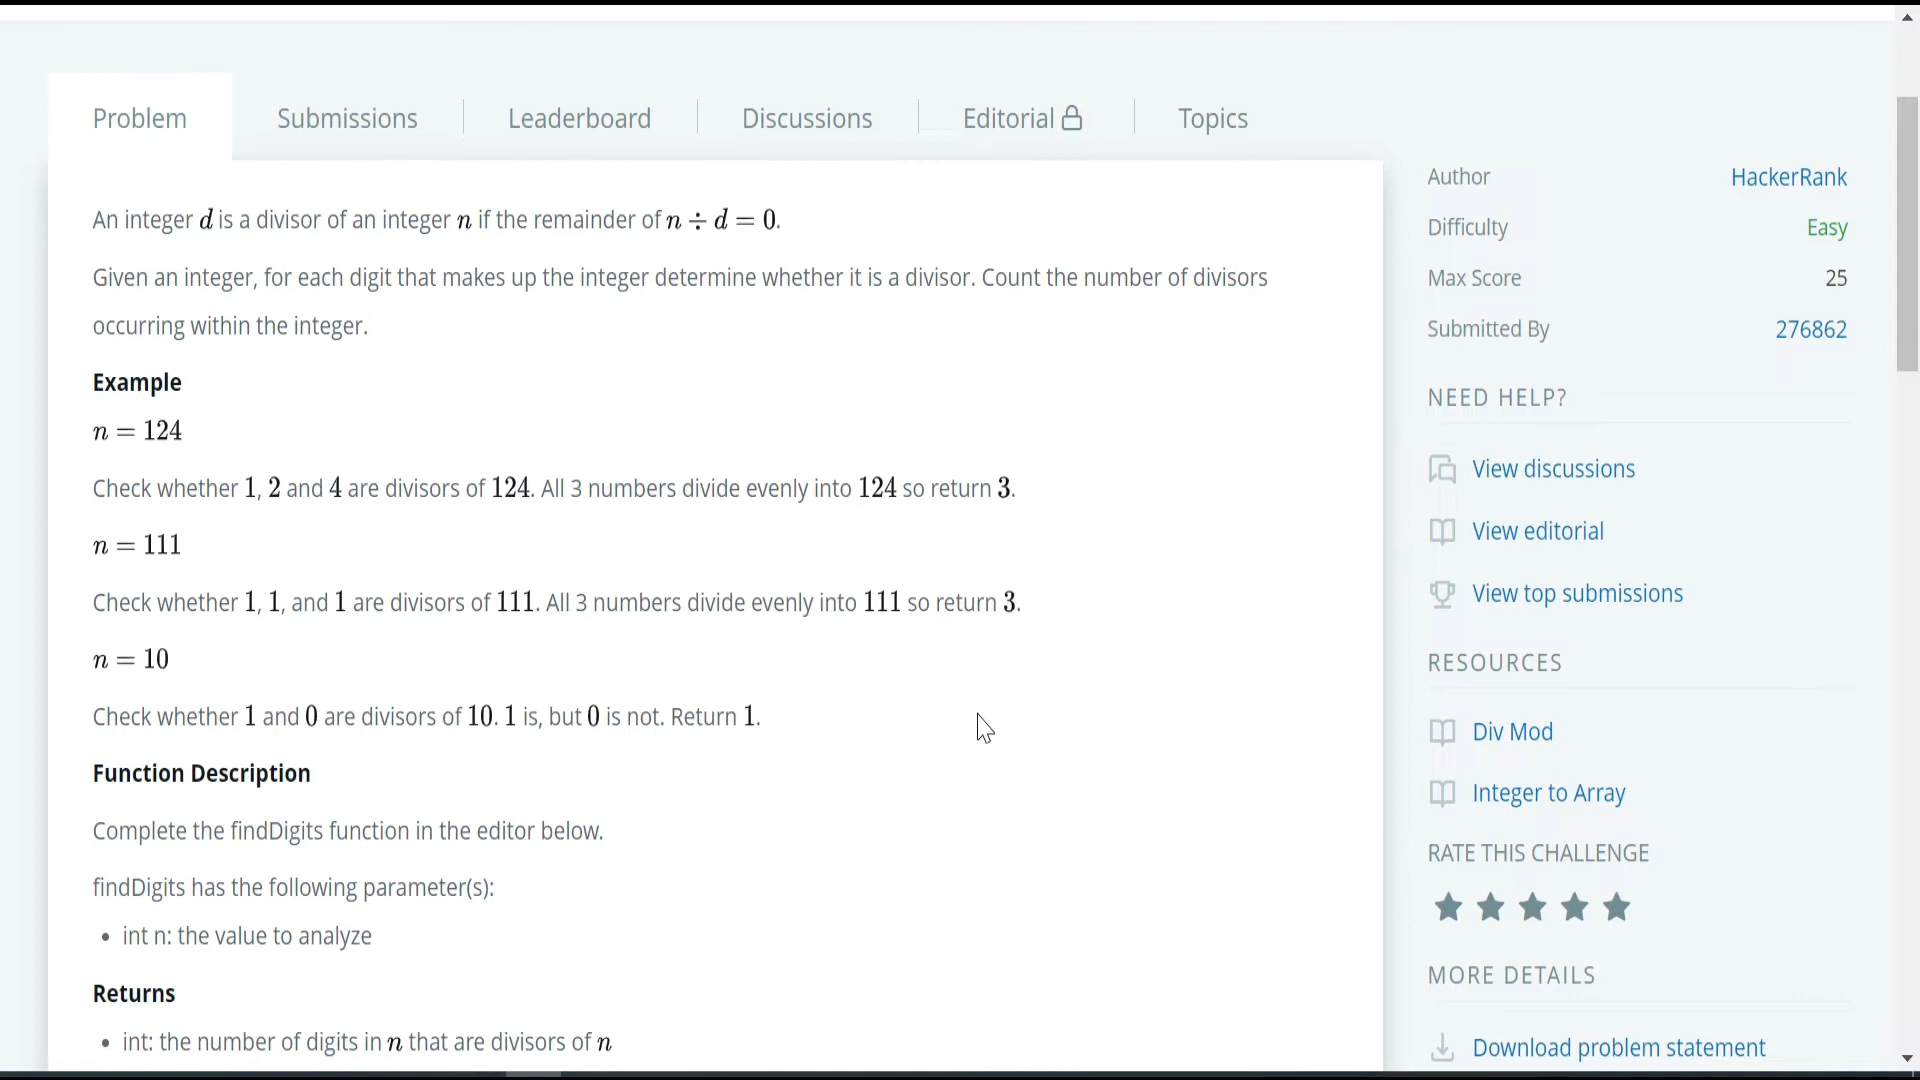 Problem
Submissions
Leaderboard
Discussions
Editorial
Topics
An integer d is a divisor of an integer n if the remainder of n ÷ d = 0.
Given an integer, for each digit that makes up the integer determine whether it is a divisor. Count the number of divisors
occurring within the integer.
Example
n = 124
Check whether 1, 2 and 4 are divisors of 124. All 3 numbers divide evenly into 124 so return 3.
n = 111
Check whether 1, 1, and 1 are divisors of 111. All 3 numbers divide evenly into 111 so return 3.
n = 10
Check whether 1 and 0 are divisors of 10. 1 is, but 0 is not. Return 1.
Function Description
Complete the findDigits function in the editor below.
findDigits has the following parameter(s):
• int n: the value to analyze
Returns
• int: the number of digits in n that are divisors of n
Author HackerRank
Difficulty Easy
Max Score 25
Submitted By 276862
NEED HELP?
View discussions
View editorial
View top submissions
RESOURCES
Div Mod
Integer to Array
RATE THIS CHALLENGE
MORE DETAILS
Download problem statement